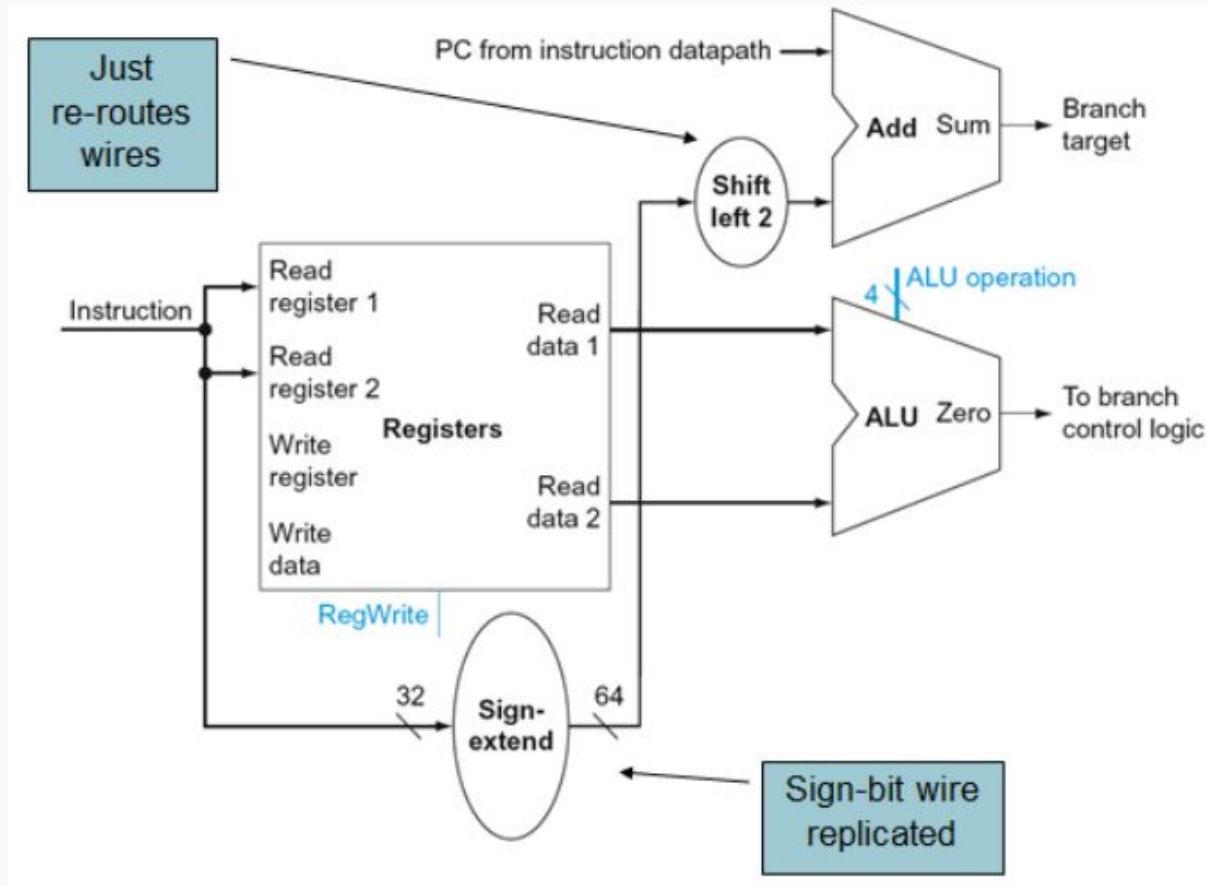 Just
re-routes
wires
PC from instruction datapath
Add Sum
Branch
target
Shift
left 2
Instruction
Read
register 1
Read
register 2
Write
register
Write
data
Registers
Read
data 1
Read
data 2
RegWrite
4
ALU operation
ALU Zero
To branch
control logic
32
Sign-
extend
64
Sign-bit wire
replicated